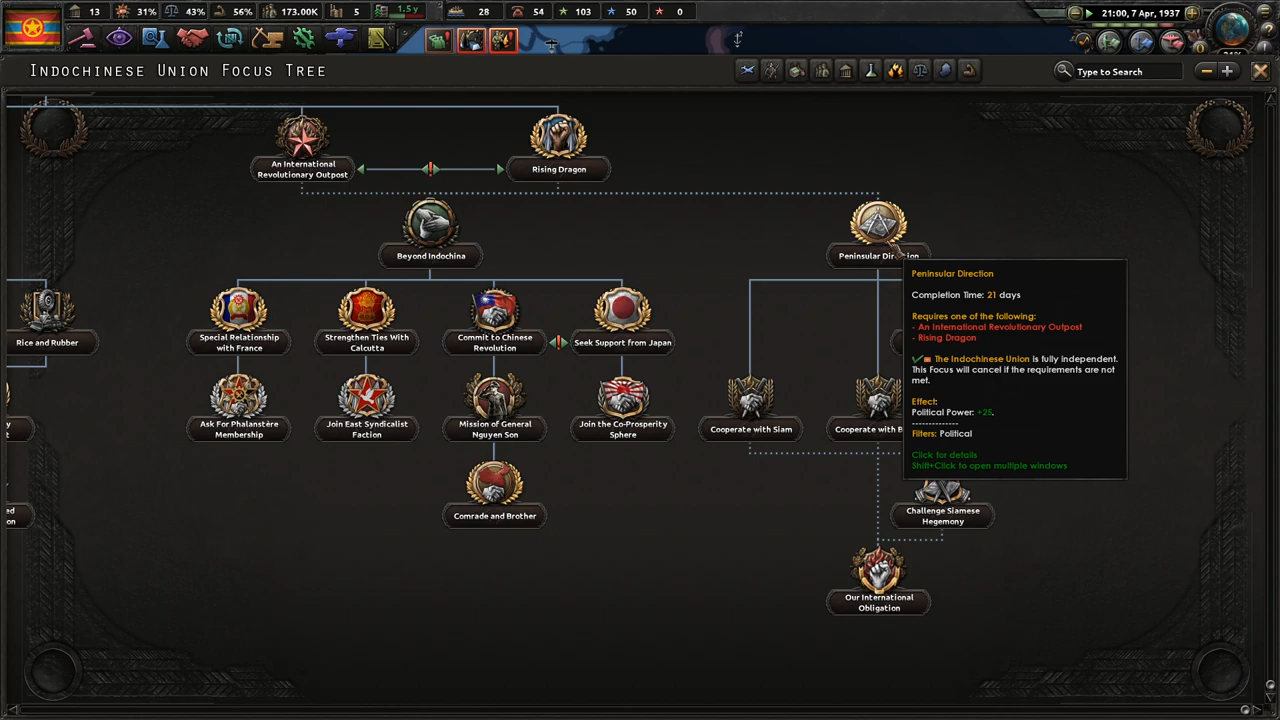 13
31%
43%
56%
173.00K
5
1.5 y
28
54
103
50
0
21:00, 7 Apr, 1937
Indochinese Union Focus Tree
Type to Search
An International
Revolutionary Outpost
Rising Dragon
Beyond Indochina
Peninsular Direction
Peninsular Direction
Completion Time: 21 days
Requires one of the following:
- An International Revolutionary Outpost
- Rising Dragon
The Indochinese Union is fully independent.
This Focus will cancel if the requirements are not
met.
Effect:
Political Power: +25.
--------------
Filters: Political
Click for details
Shift+Click to open multiple windows
Rice and Rubber
Special Relationship
with France
Strengthen Ties With
Calcutta
Commit to Chinese
Revolution
Seek Support from Japan
Ask For Phalanstère
Membership
Join East Syndicalist
Faction
Mission of General
Nguyen Son
Join the Co-Prosperity
Sphere
Cooperate with Siam
Cooperate with B
Comrade and Brother
Challenge Siamese
Hegemony
Our International
Obligation